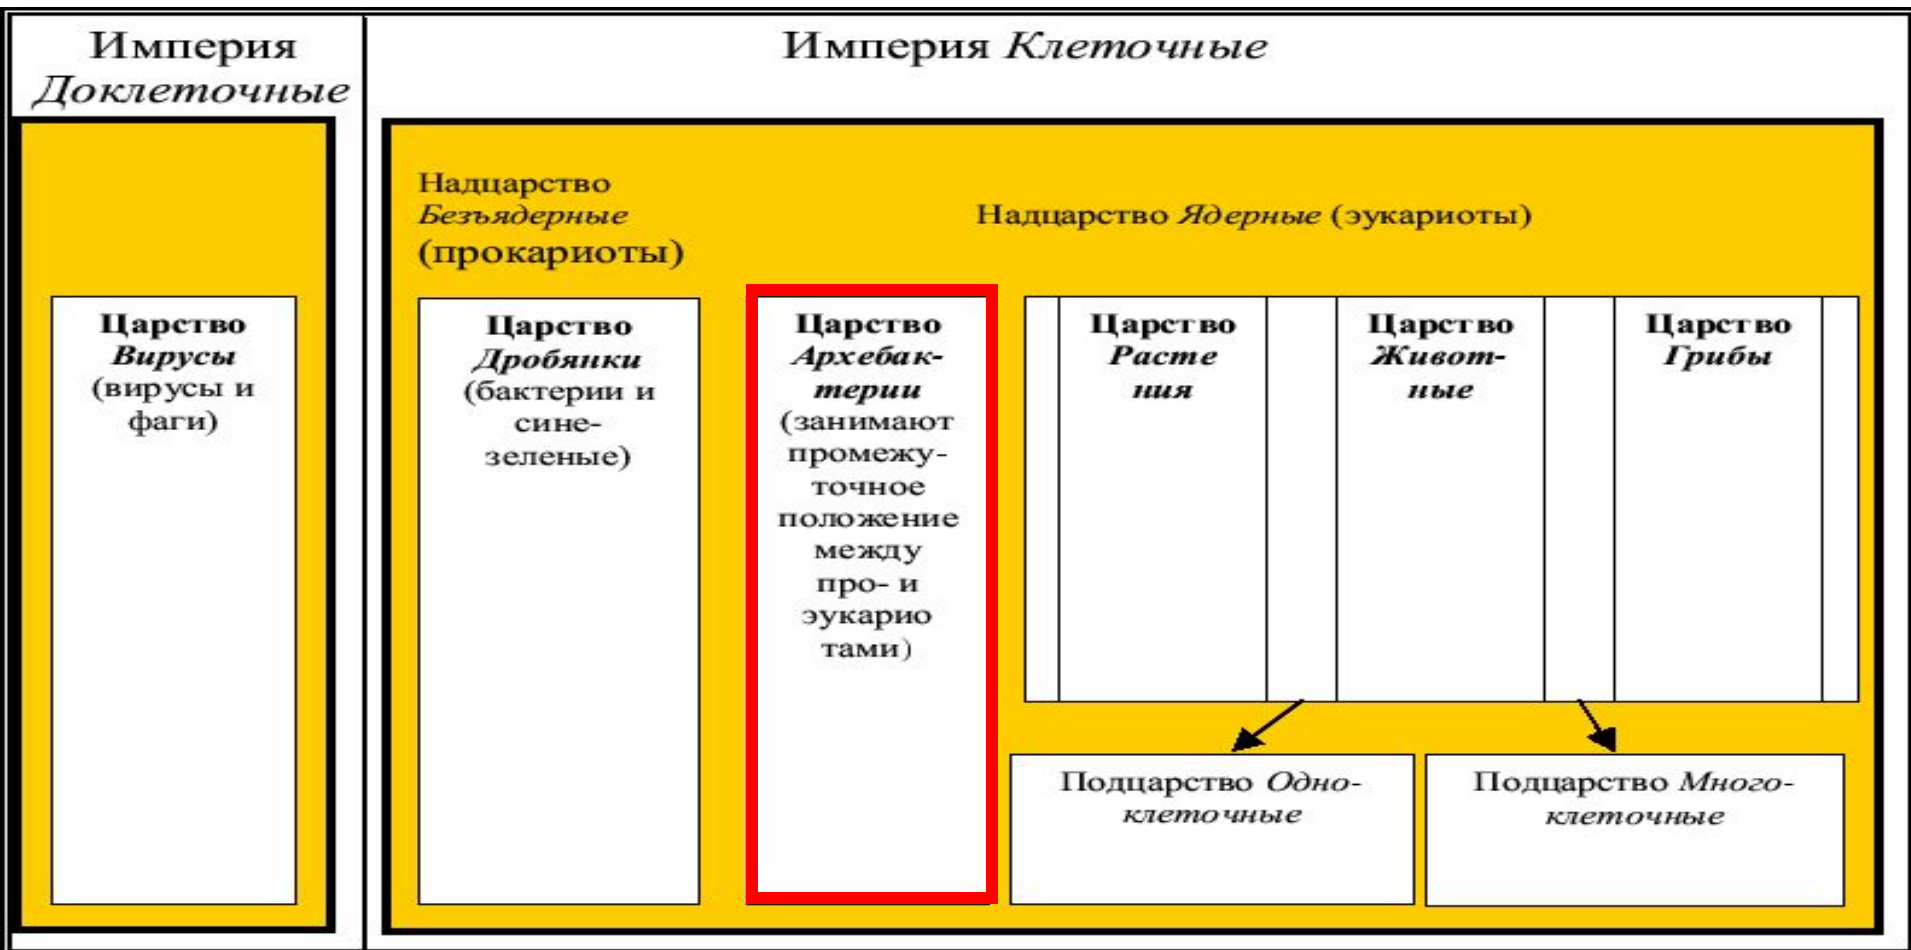 Империя
Доклеточные
Империя Клеточные
Надцарство
Безъядерные
(прокариоты)
Надцарство Ядерные (эукариоты)
Царство
Вирусы
(вирусы и
фаги)
Царство
Дробянки
(бактерии и
сине-
зеленые)
Царство
Архебак-
терии
(занимают
промежу-
точное
положение
между
про- и
эукарио
тами)
Царство
Расте
ния
Царство
Живот-
ные
Царство
Грибы
Подцарство Одно-
клеточные
Подцарство Много-
клеточные